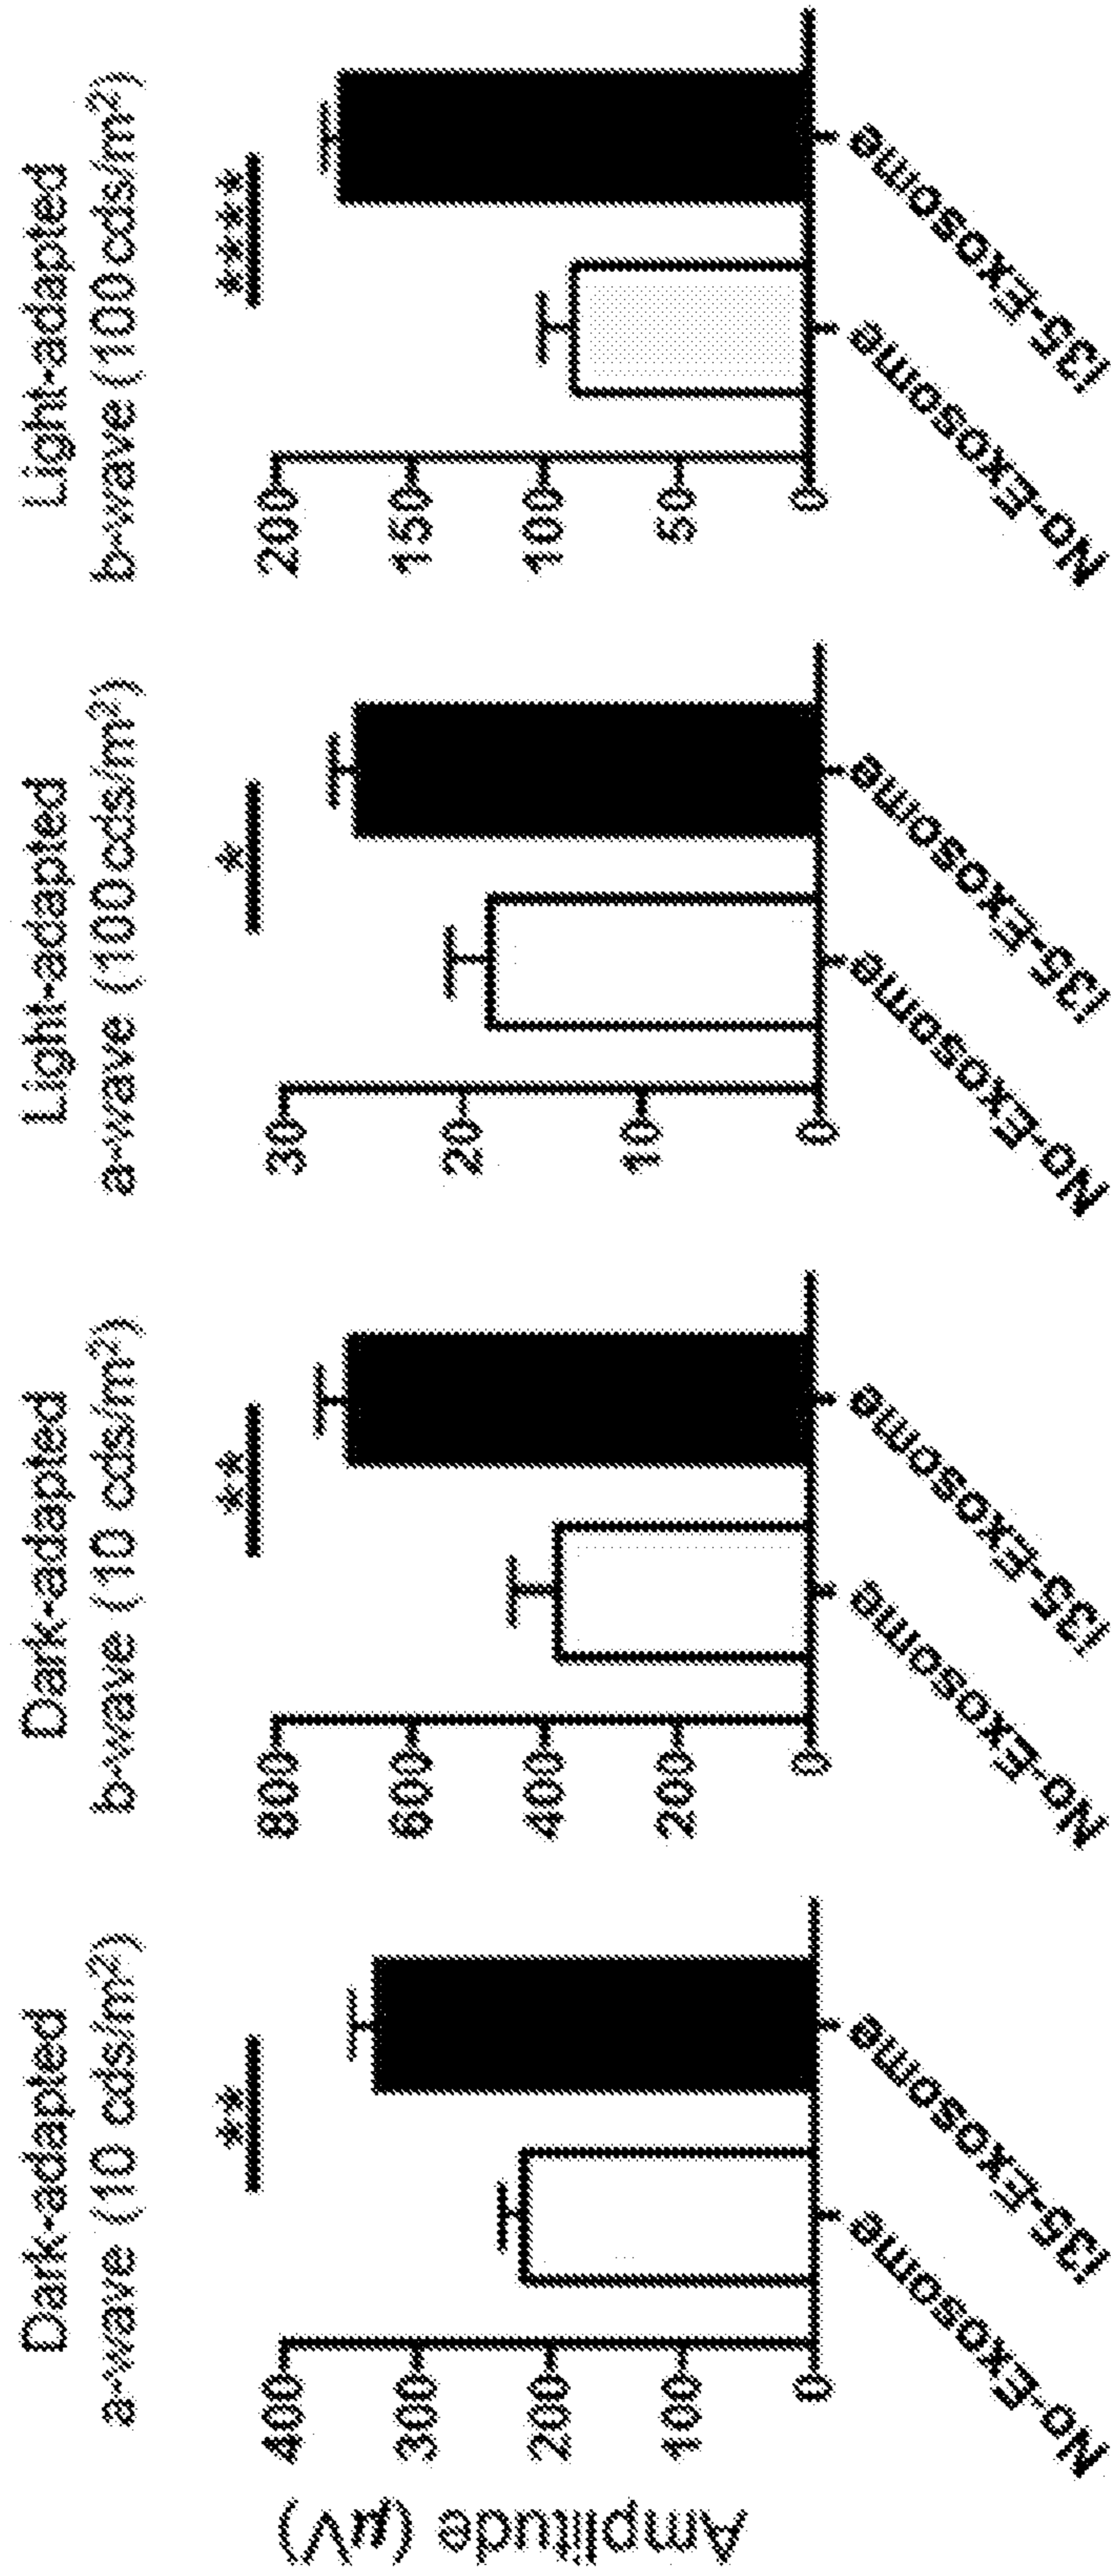 Amplitude (µV)
Dark-adapted
a-wave (10 cds/m²)
**
400
300
200
100
0
No-Exosome
i35-Exosome
Dark-adapted
b-wave (10 cds/m²)
**
800
600
400
200
0
No-Exosome
i35-Exosome
Light-adapted
a-wave (100 cds/m²)
*
30
20
10
0
No-Exosome
i35-Exosome
Light-adapted
b-wave (100 cds/m²)
****
200
150
100
50
0
No-Exosome
i35-Exosome